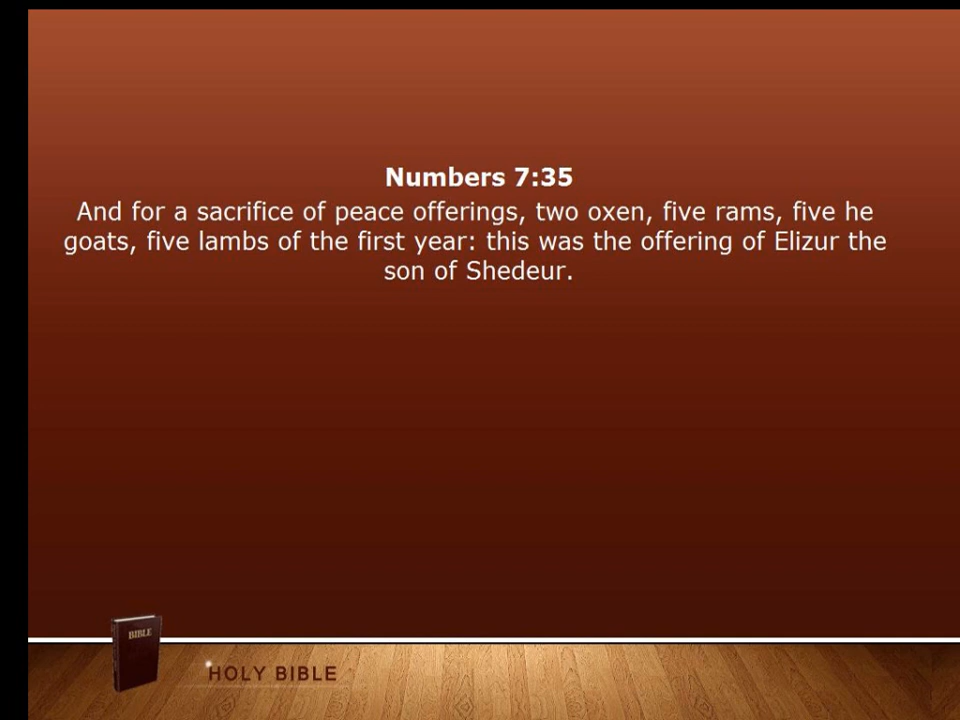 Numbers 7:35
And for a sacrifice of peace offerings, two oxen, five rams, five he
goats, five lambs of the first year: this was the offering of Elizur the
son of Shedeur.
BIBLE
HOLY BIBLE